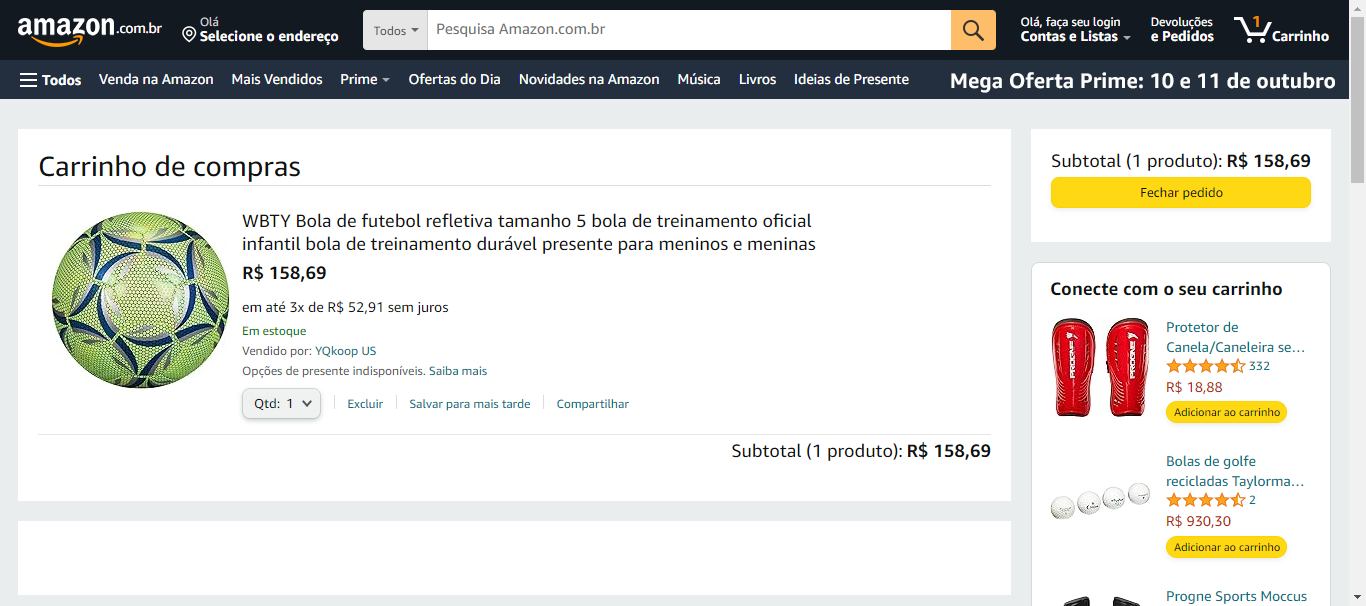 amazon.com.br
Olá
Selecione o endereço
Todos
Pesquisa Amazon.com.br
Olá, faça seu login
Contas e Listas
Devoluções
e Pedidos
1
Carrinho
Todos
Venda na Amazon
Mais Vendidos
Prime
Ofertas do Dia
Novidades na Amazon
Música
Livros
Ideias de Presente
Mega Oferta Prime: 10 e 11 de outubro
Carrinho de compras
WBTY Bola de futebol refletiva tamanho 5 bola de treinamento oficial
infantil bola de treinamento durável presente para meninos e meninas
R$ 158,69
em até 3x de R$ 52,91 sem juros
Em estoque
Vendido por: YQkoop US
Opções de presente indisponíveis. Saiba mais
Qtd: 1
Excluir
Salvar para mais tarde
Compartilhar
Subtotal (1 produto): R$ 158,69
Subtotal (1 produto): R$ 158,69
Fechar pedido
Conecte com o seu carrinho
PROGNE
PROGNE
Protetor de
Canela/Caneleira se...
332
R$ 18,88
Adicionar ao carrinho
Bolas de golfe
recicladas Taylorma...
2
R$ 930,30
Adicionar ao carrinho
Progne Sports Moccus